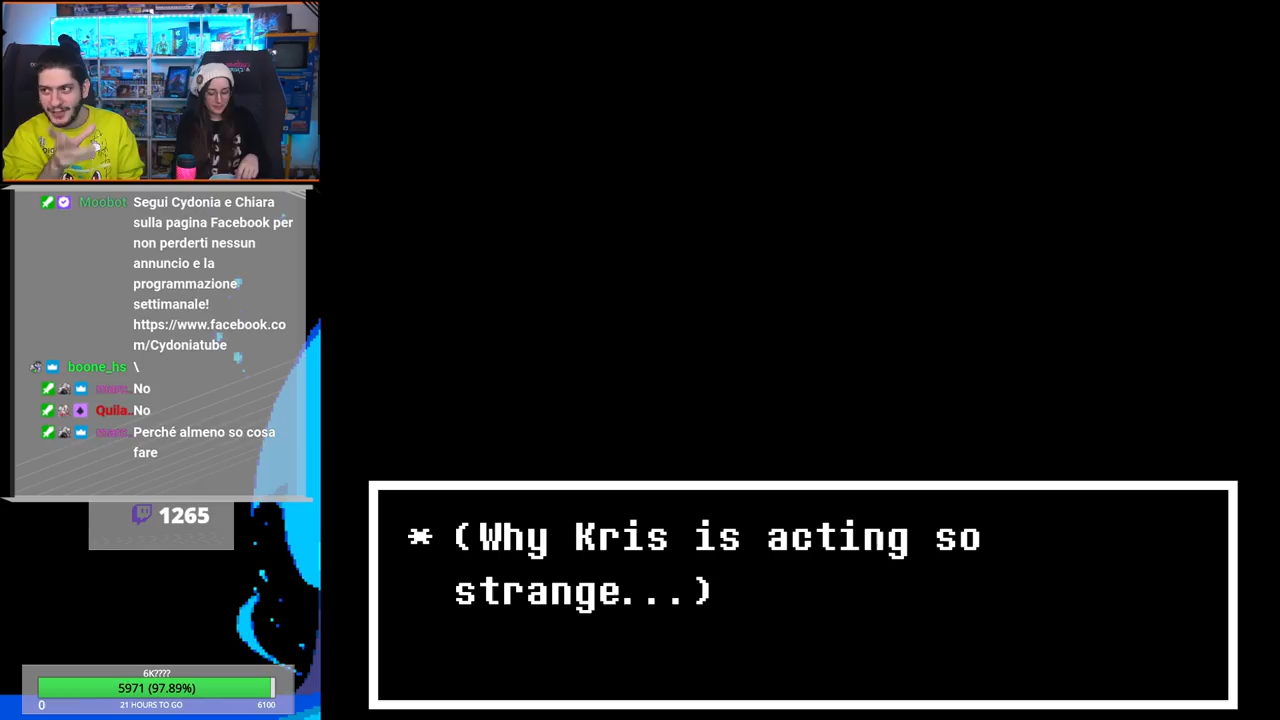 Moobot Segui Cydonia e Chiara
sulla pagina Facebook per
non perderti nessun
annuncio e la
programmazione
settimanale!
https://www.facebook.co
m/Cydoniatube
boone_hs \
No
Quila.. No
Perché almeno so cosa
fare
1265
* (Why Kris is acting so
strange...)
6K????
5971 (97.89%)
0 21 HOURS TO GO 6100